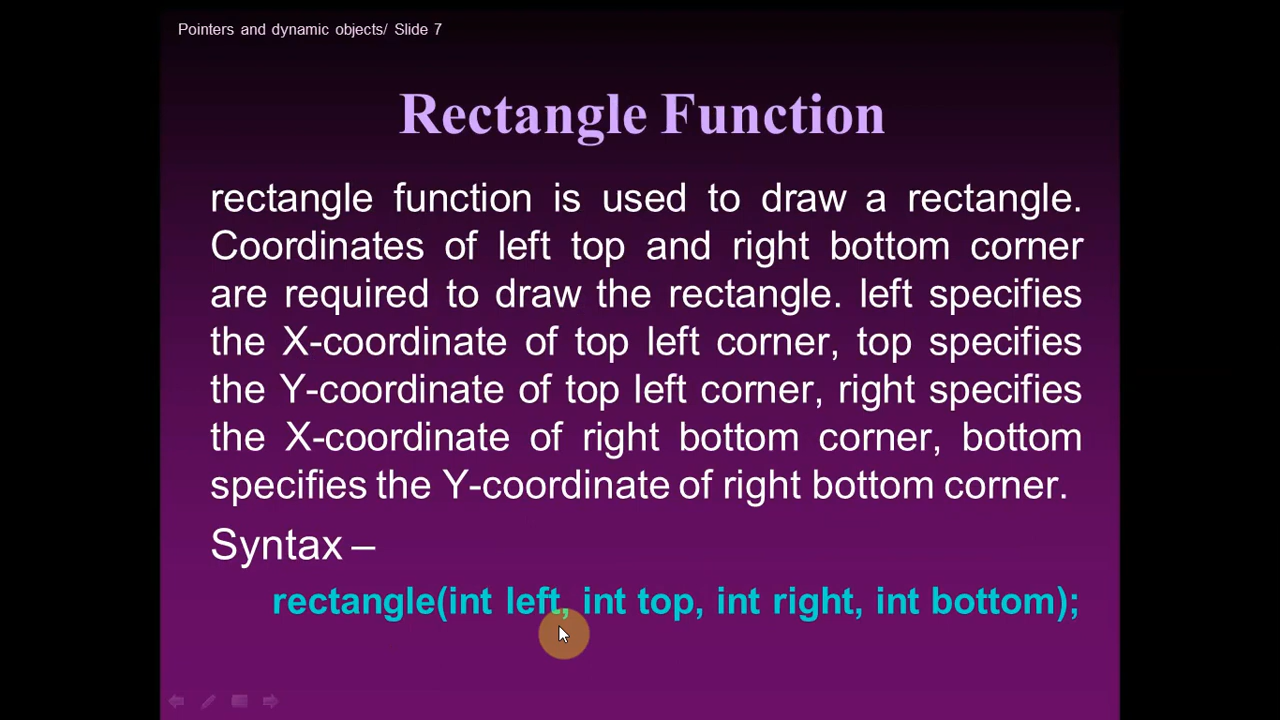 Pointers and dynamic objects/ Slide 7
Rectangle Function
rectangle function is used to draw a rectangle.
Coordinates of left top and right bottom corner
are required to draw the rectangle. left specifies
the X-coordinate of top left corner, top specifies
the Y-coordinate of top left corner, right specifies
the X-coordinate of right bottom corner, bottom
specifies the Y-coordinate of right bottom corner.
Syntax –
rectangle(int left, int top, int right, int bottom);